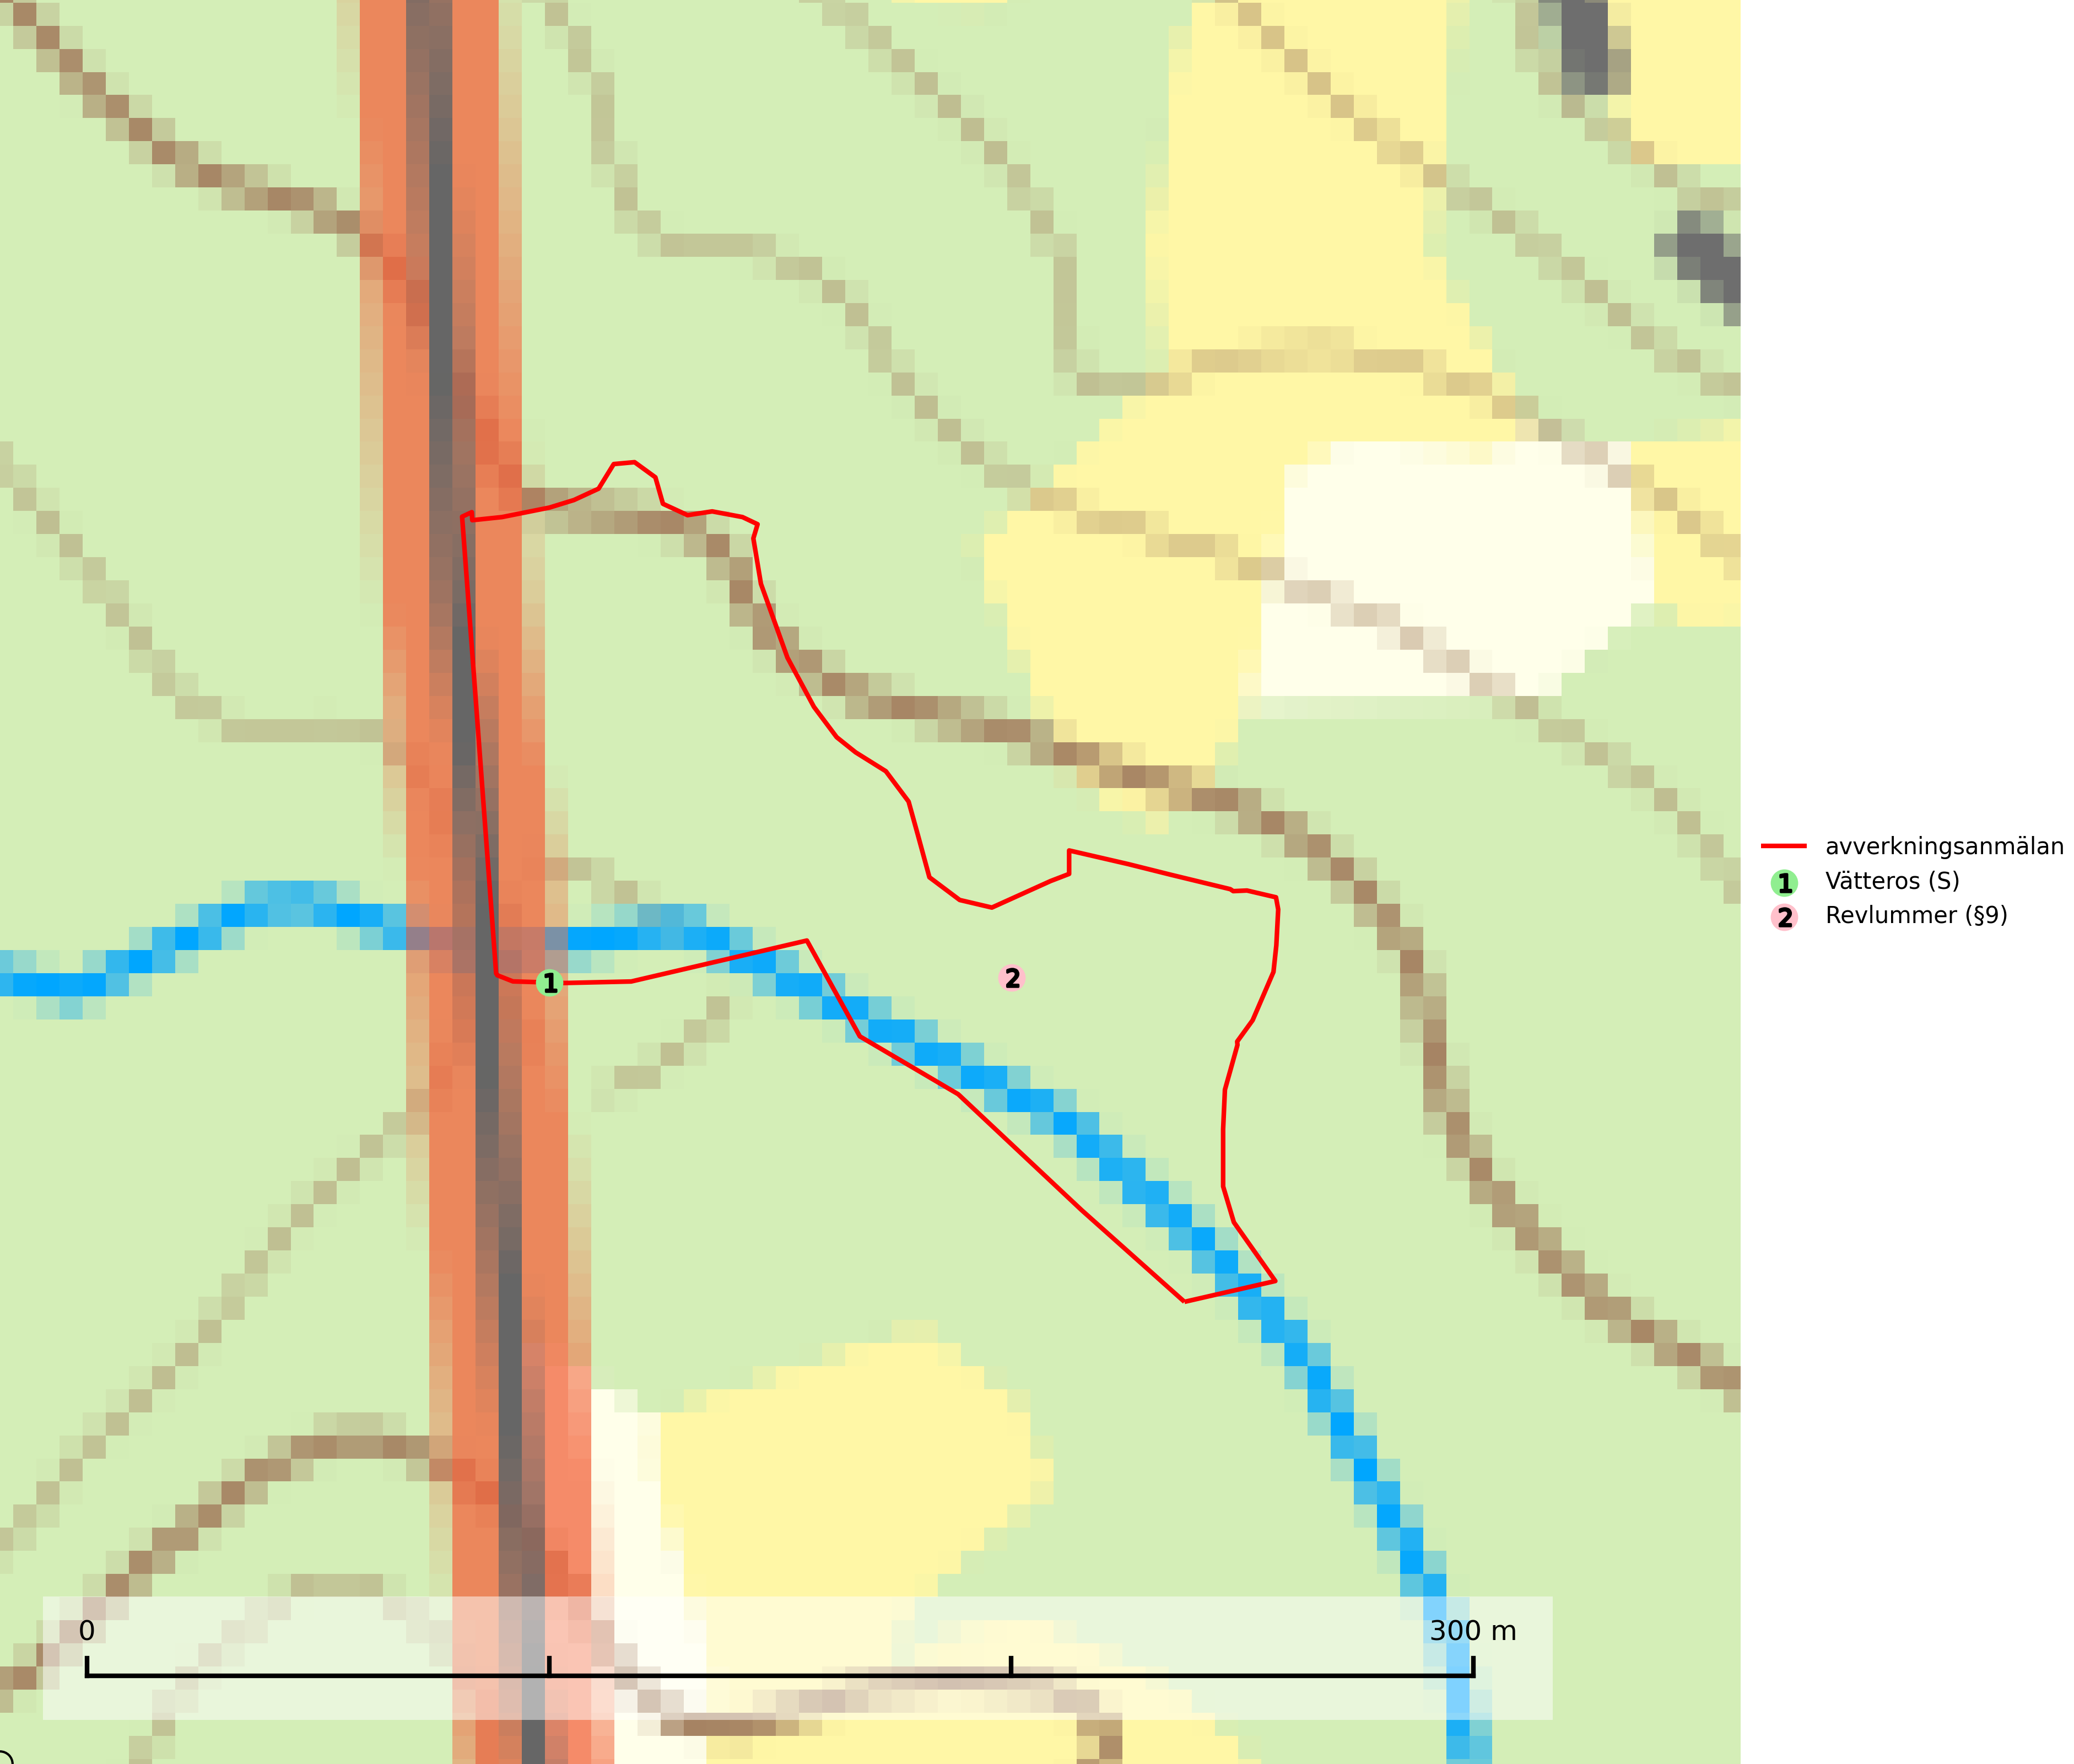 avverkningsanmälan
1 Vätteros (S)
2 Revlummer (§9)
1
2
0 300 m